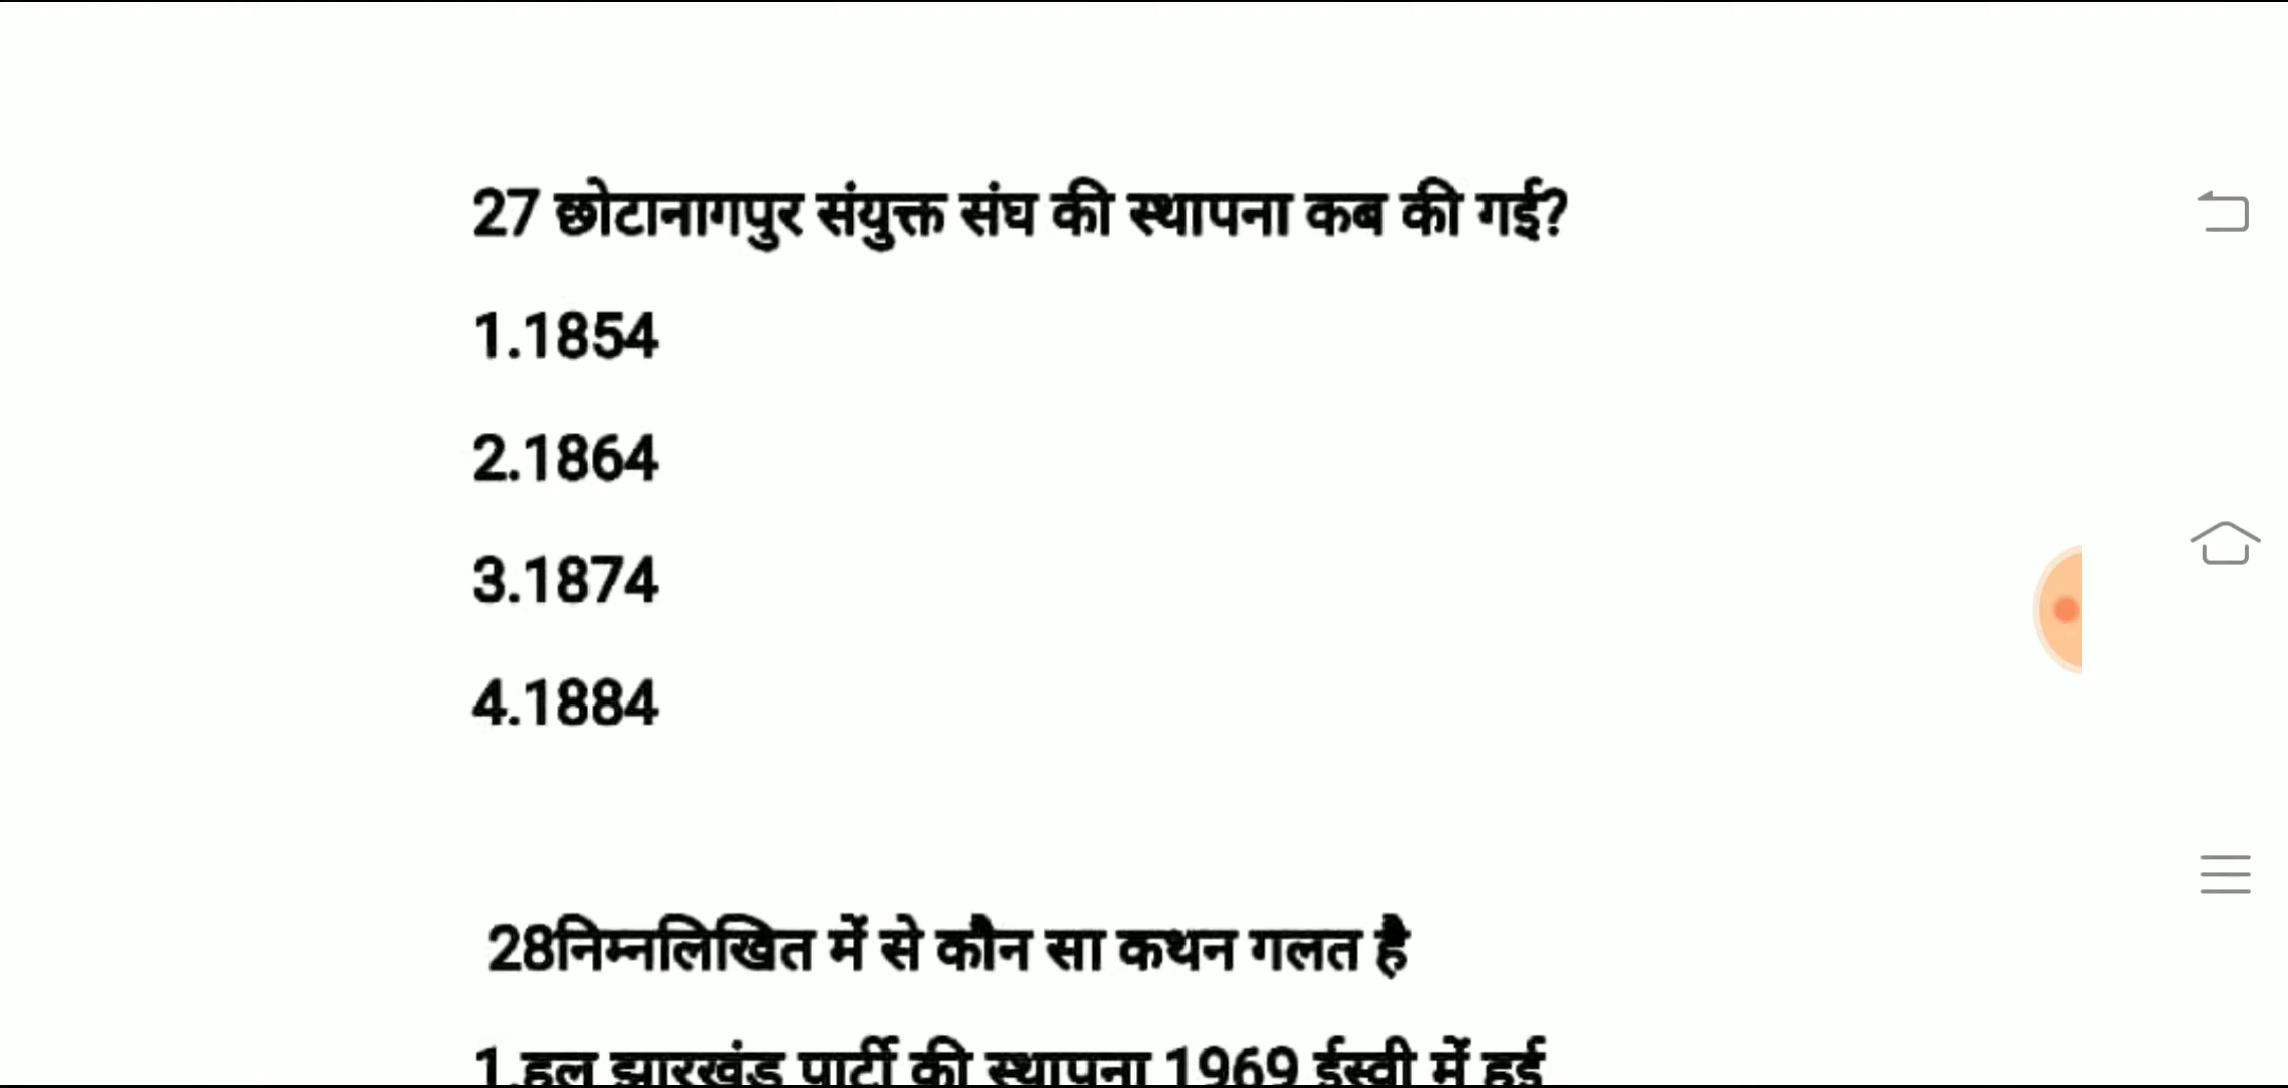 27 छोटानागपुर संयुक्त संघ की स्थापना कब की गई?
1.1854
2.1864
3.1874
4.1884
28निम्नलिखित में से कौन सा कथन गलत है
1.हुल झारखंड पार्टी की स्थापना 1969 ईस्वी में हुई